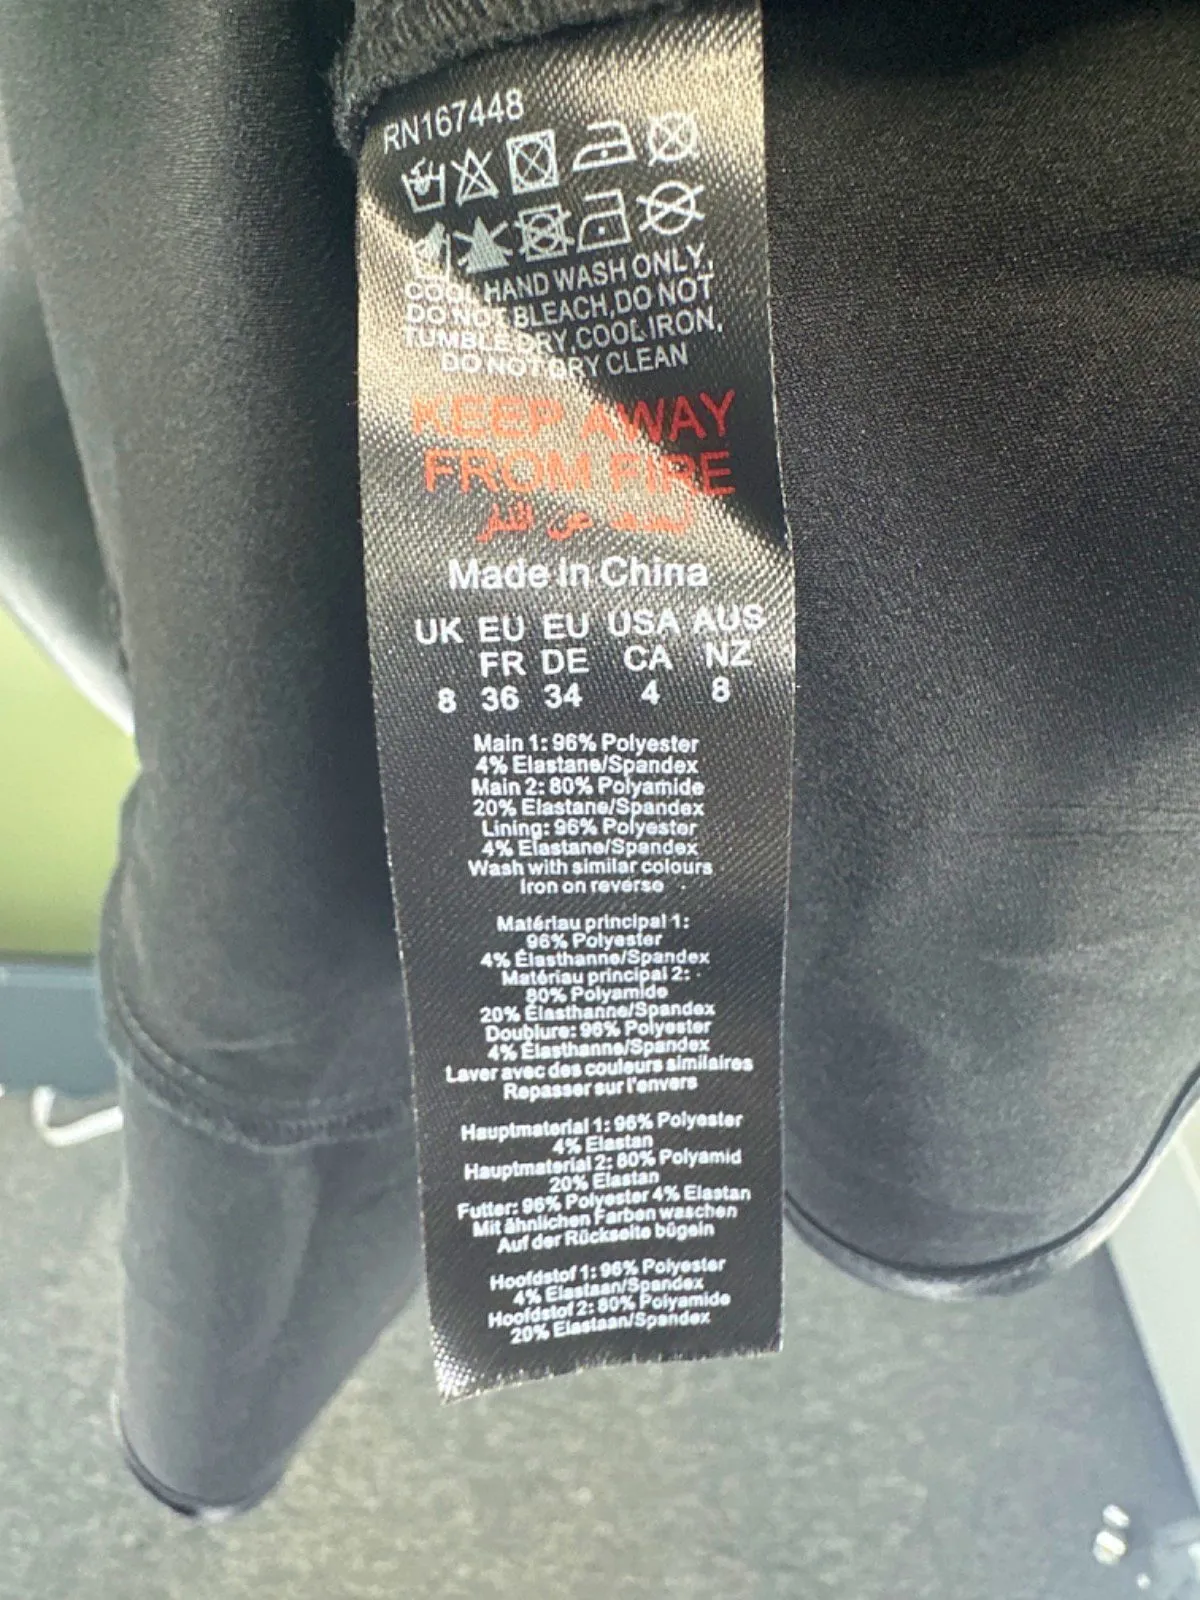 RN167448
COOL HAND WASH ONLY,
DO NOT BLEACH,DO NOT
TUMBLE DRY,COOL IRON,
DO NOT DRY CLEAN
KEEP AWAY
FROM FIRE
أبعدها عن النار
Made In China
UK EU EU USA AUS
FR DE CA NZ
8 36 34 4 8
Main 1: 96% Polyester
4% Elastane/Spandex
Main 2: 80% Polyamide
20% Elastane/Spandex
Lining: 96% Polyester
4% Elastane/Spandex
Wash with similar colours
Iron on reverse
Matériau principal 1:
96% Polyester
4% Élasthanne/Spandex
Matériau principal 2:
80% Polyamide
20% Élasthanne/Spandex
Doublure: 96% Polyester
4% Élasthanne/Spandex
Laver avec des couleurs similaires
Repasser sur l'envers
Hauptmaterial 1: 96% Polyester
4% Elastan
Hauptmaterial 2: 80% Polyamid
20% Elastan
Futter: 96% Polyester 4% Elastan
Mit ähnlichen Farben waschen
Auf der Rückseite bügeln
Hoofdstof 1: 96% Polyester
4% Elastaan/Spandex
Hoofdstof 2: 80% Polyamide
20% Elastaan/Spandex